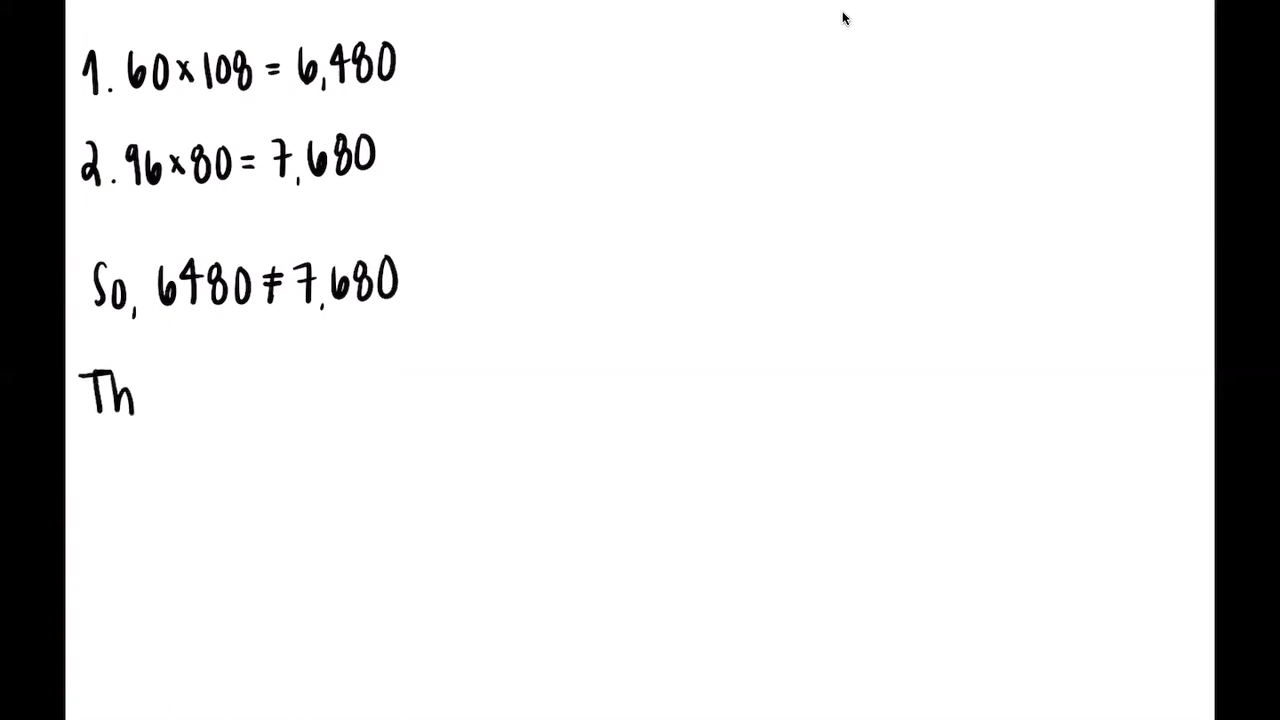 1. 60 × 108 = 6,480
2. 96 × 80 = 7,680
So, 6480 ≠ 7,680
Th